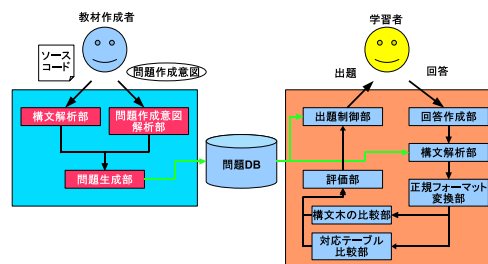 教材作成者
学習者
ソース
コード
問題作成意図
出題
回答
構文解析部
問題作成意図
解析部
問題生成部
問題DB
出題制御部
回答作成部
構文解析部
評価部
正規フォーマット
変換部
構文木の比較部
対応テーブル
比較部